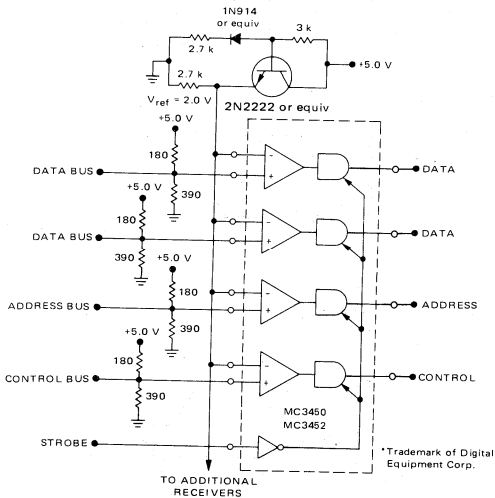 1N914
or equiv
3 k
2.7 k
+5.0 V
2.7 k
Vref = 2.0 V
2N2222 or equiv
+5.0 V
180
-
+
DATA BUS
DATA
+5.0 V
390
180
-
+
DATA BUS
DATA
390
+5.0 V
180
-
+
ADDRESS BUS
ADDRESS
390
+5.0 V
180
-
+
CONTROL BUS
CONTROL
390
MC3450
MC3452
STROBE
*Trademark of Digital
Equipment Corp.
TO ADDITIONAL
RECEIVERS